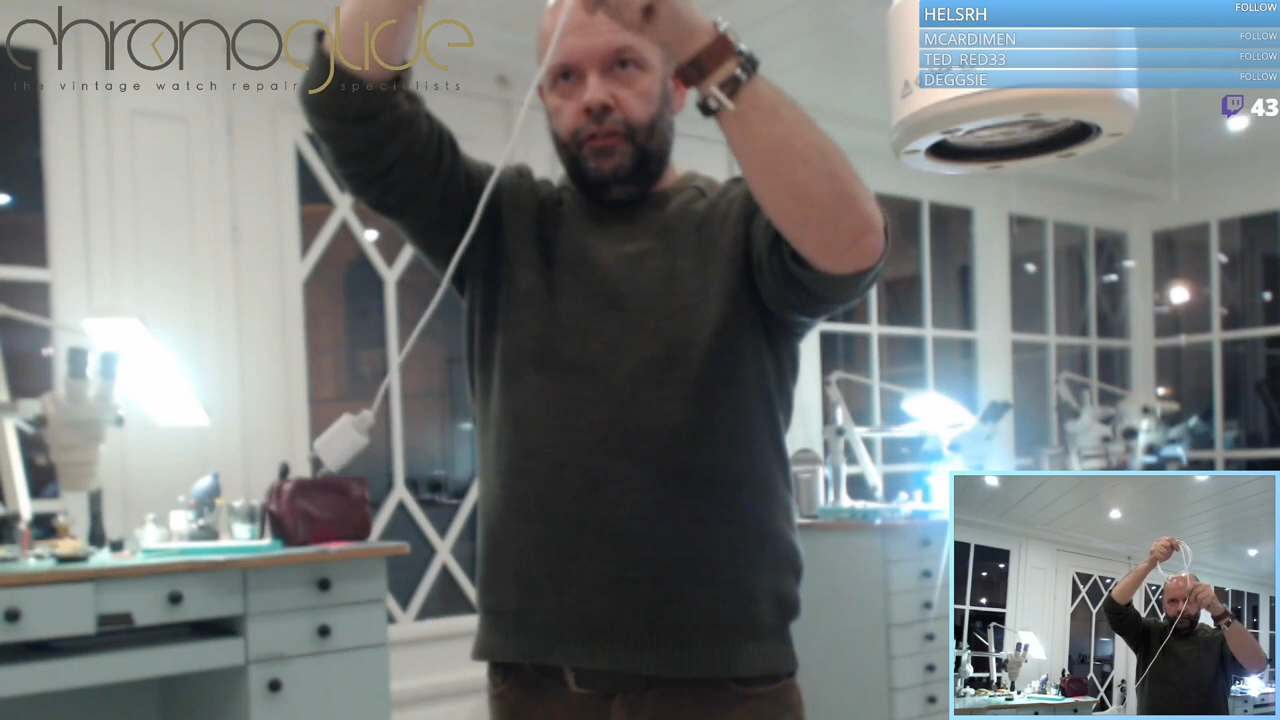 chronoglide
the vintage watch repair specialists
HELSRH FOLLOW
MCARDIMEN FOLLOW
TED_RED33 FOLLOW
DEGGSIE FOLLOW
43